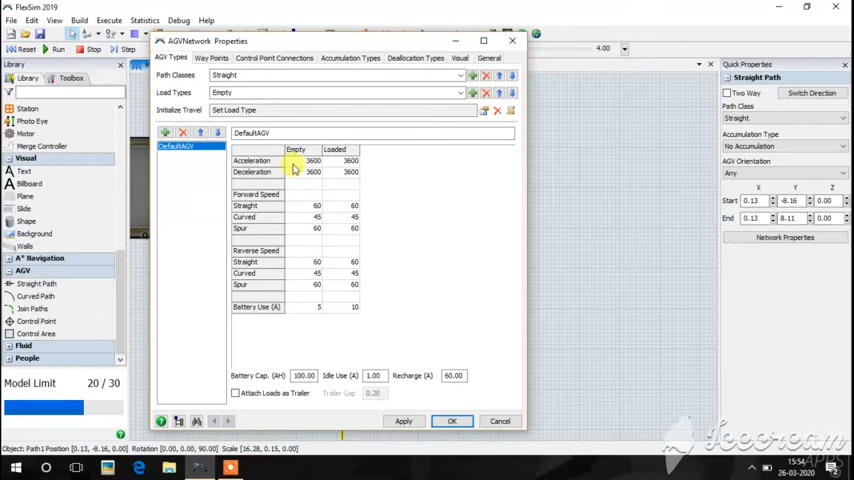 FlexSim 2019
File Edit View Build Execute Statistics Debug Help
Reset Run Stop Step
4.00
Library
Library Toolbox
Station
Photo Eye
Motor
Merge Controller
Visual
Text
Billboard
Plane
Slide
Shape
Background
Walls
A* Navigation
AGV
Straight Path
Curved Path
Join Paths
Control Point
Control Area
Fluid
People
Model Limit 20 / 30
AGVNetwork Properties
AGV Types Way Points Control Point Connections Accumulation Types Deallocation Types Visual General
Path Classes Straight
Load Types Empty
Initialize Travel Set Load Type
DefaultAGV
DefaultAGV
Empty Loaded
Acceleration 3600 3600
Deceleration 3600 3600
Forward Speed
Straight 60 60
Curved 45 45
Spur 60 60
Reverse Speed
Straight 60 60
Curved 45 45
Spur 60 60
Battery Use (A) 5 10
Battery Cap. (AH) 100.00 Idle Use (A) 1.00 Recharge (A) 60.00
Attach Loads as Trailer Trailer Gap 0.20
Apply OK Cancel
Quick Properties
Straight Path
Two Way Switch Direction
Path Class
Straight
Accumulation Type
No Accumulation
AGV Orientation
Any
X Y Z
Start 0.13 -8.16 0.00
End 0.13 8.11 0.00
Network Properties
Object: Path1 Position [0.13, -8.16, 0.00] Rotation [0.00, 0.00, 90.00] Scale [16.28, 0.15, 0.00]
Icecream
APPS
15:54
26-03-2020
2